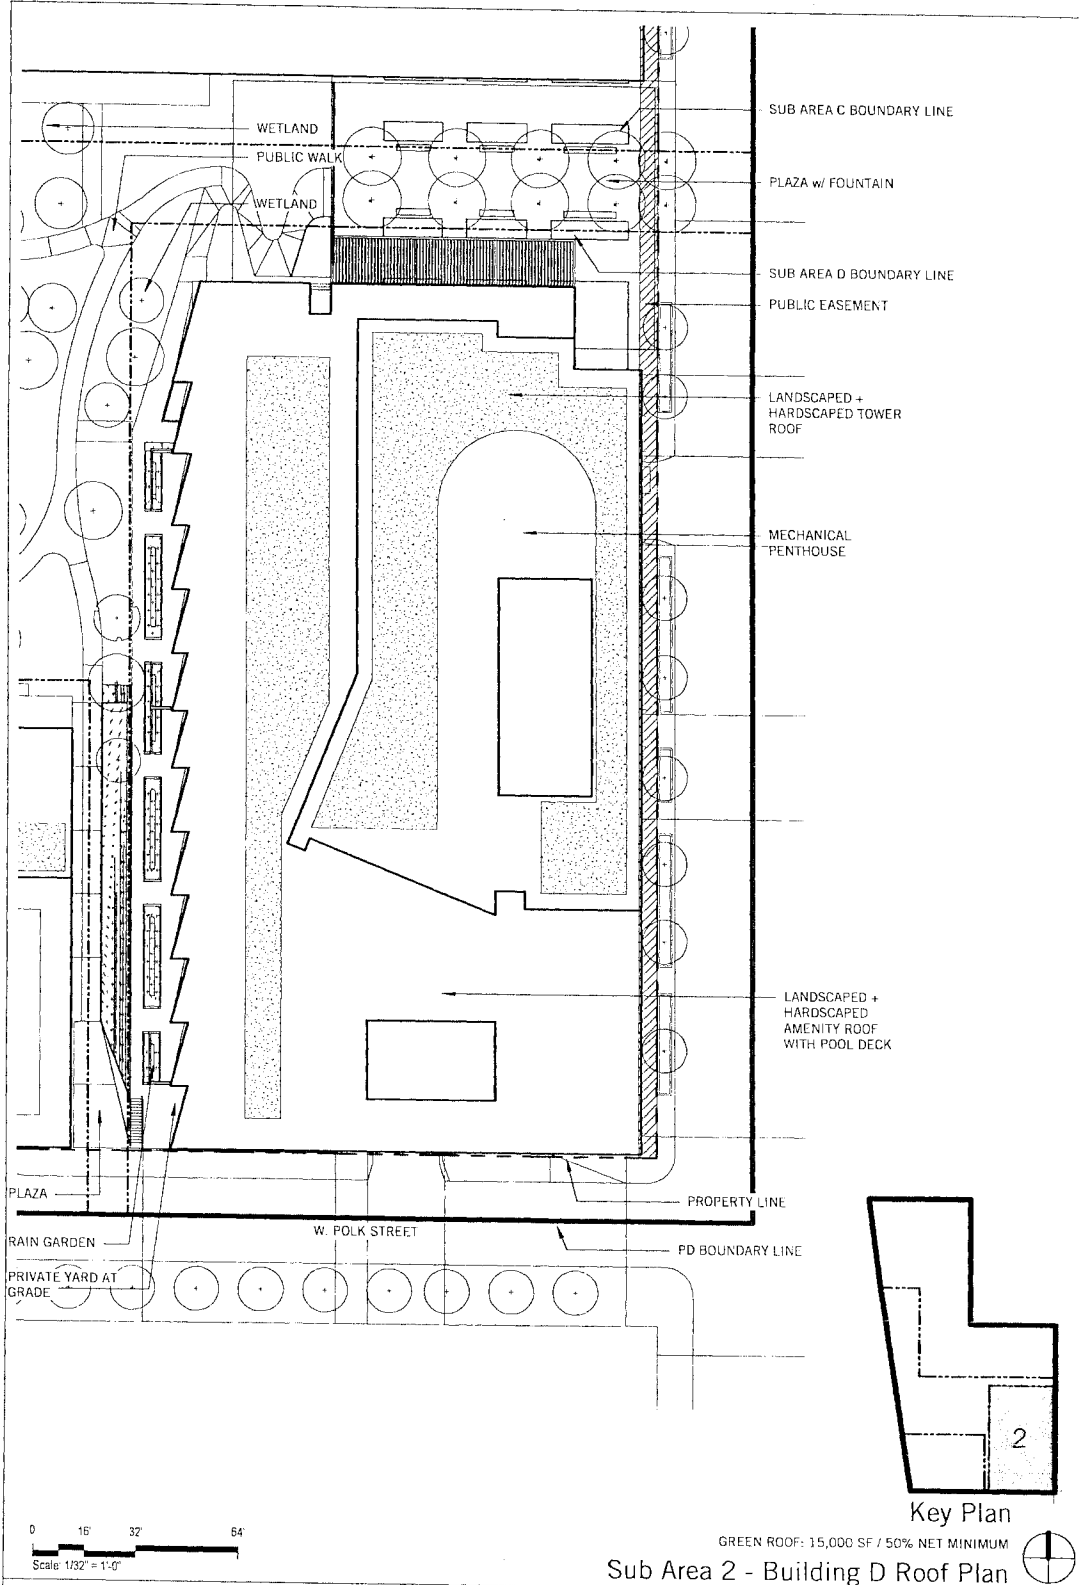 SUB AREA C BOUNDARY LINE
WETLAND
PUBLIC WALK
PLAZA w/ FOUNTAIN
WETLAND
SUB AREA D BOUNDARY LINE
PUBLIC EASEMENT
LANDSCAPED +
HARDSCAPED TOWER
ROOF
MECHANICAL
PENTHOUSE
LANDSCAPED +
HARDSCAPED
AMENITY ROOF
WITH POOL DECK
PLAZA
PROPERTY LINE
W. POLK STREET
RAIN GARDEN
PD BOUNDARY LINE
PRIVATE YARD AT
GRADE
2
Key Plan
0 16' 32' 64'
Scale: 1/32" = 1'-0"
GREEN ROOF: 15,000 SF / 50% NET MINIMUM
Sub Area 2 - Building D Roof Plan